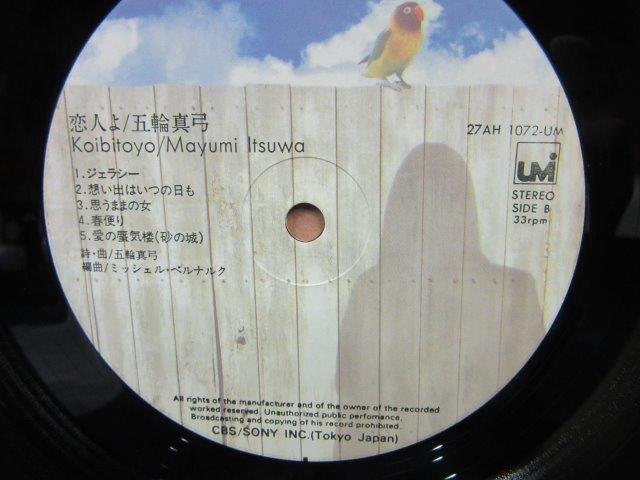 恋人よ/五輪真弓
Koibitoyo/Mayumi Itsuwa
1.ジェラシー
2.想い出はいつの日も
3.思うままの女
4.春便り
5.愛の蜃気楼(砂の城)
詩・曲/五輪真弓
編曲/ミッシェル・ベルナルク
27AH 1072-UM
UMI
STEREO
SIDE B
33rpm
All rights of the manufacturer and of the owner of the recorded
worked reserved. Unauthorized public perfomance,
Broadcasting and copying of his record prohibited.
CBS/SONY INC.(Tokyo Japan)